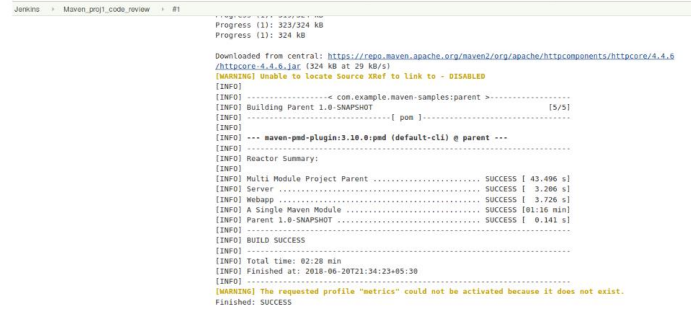 Jenkins › Maven_proj1_code_review › #1
Progress (1): 323/324 kB
Progress (1): 324 kB
Downloaded from central: https://repo.maven.apache.org/maven2/org/apache/httpcomponents/httpcore/4.4.6
/httpcore-4.4.6.jar (324 kB at 29 kB/s)
[WARNING] Unable to locate Source XRef to link to - DISABLED
[INFO]
[INFO] ------------------< com.example.maven-samples:parent >------------------
[INFO] Building Parent 1.0-SNAPSHOT [5/5]
[INFO] --------------------------------[ pom ]---------------------------------
[INFO]
[INFO] --- maven-pmd-plugin:3.10.0:pmd (default-cli) @ parent ---
[INFO] ------------------------------------------------------------------------
[INFO] Reactor Summary:
[INFO]
[INFO] Multi Module Project Parent ........................ SUCCESS [ 43.496 s]
[INFO] Server ............................................. SUCCESS [ 3.206 s]
[INFO] Webapp ............................................. SUCCESS [ 3.726 s]
[INFO] A Single Maven Module .............................. SUCCESS [01:16 min]
[INFO] Parent 1.0-SNAPSHOT ................................ SUCCESS [ 0.141 s]
[INFO] ------------------------------------------------------------------------
[INFO] BUILD SUCCESS
[INFO] ------------------------------------------------------------------------
[INFO] Total time: 02:28 min
[INFO] Finished at: 2018-06-20T21:34:23+05:30
[INFO] ------------------------------------------------------------------------
[WARNING] The requested profile "metrics" could not be activated because it does not exist.
Finished: SUCCESS